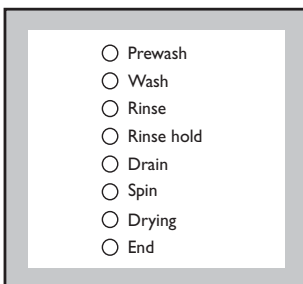 Prewash
Wash
Rinse
Rinse hold
Drain
Spin
Drying
End